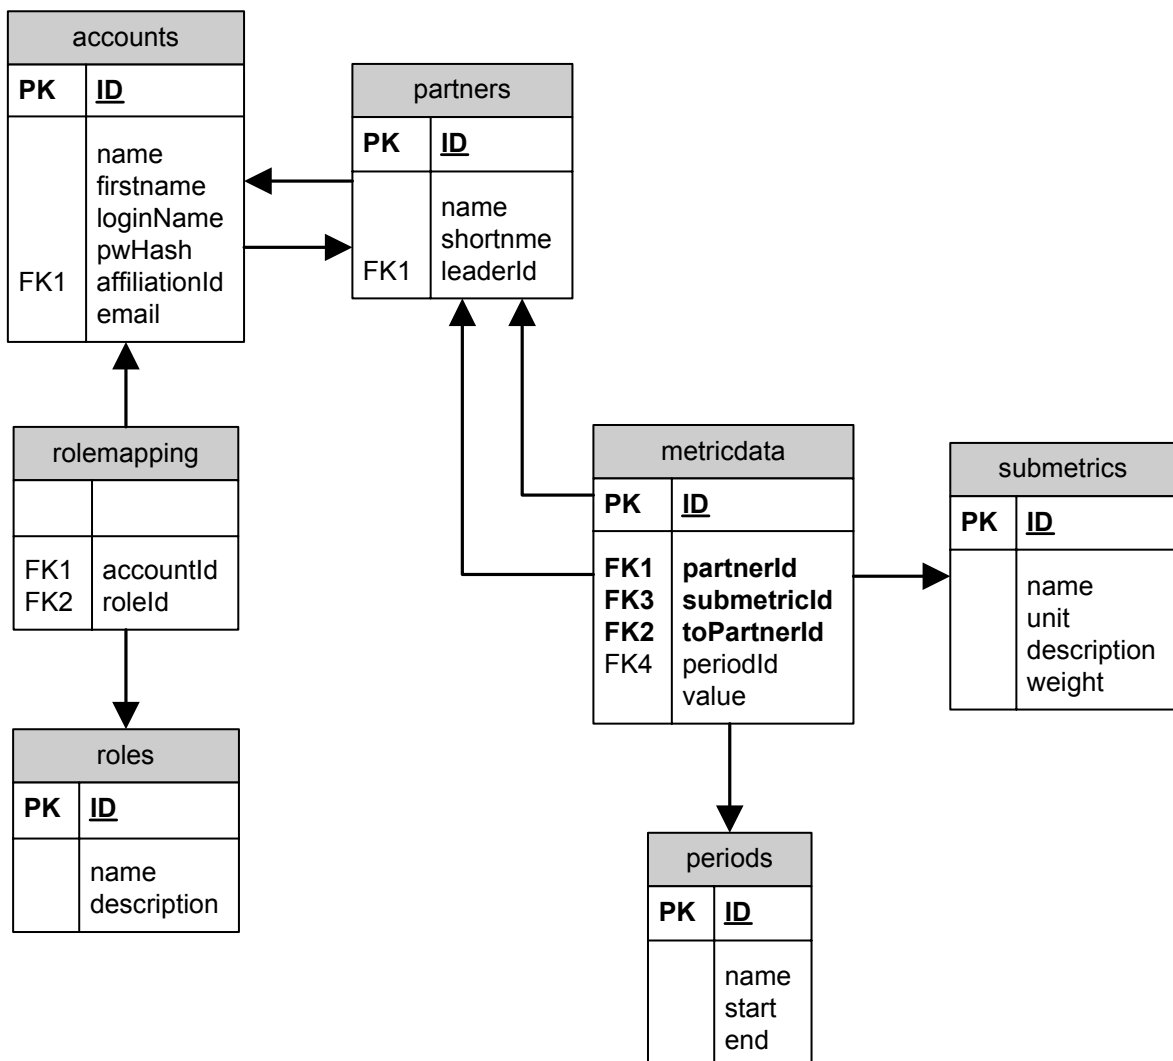 accounts
PK ID
name
firstname
loginName
pwHash
FK1 affiliationId
email
partners
PK ID
name
shortnme
FK1 leaderId
rolemapping
FK1 accountId
FK2 roleId
metricdata
PK ID
FK1 partnerId
FK3 submetricId
FK2 toPartnerId
FK4 periodId
value
submetrics
PK ID
name
unit
description
weight
roles
PK ID
name
description
periods
PK ID
name
start
end